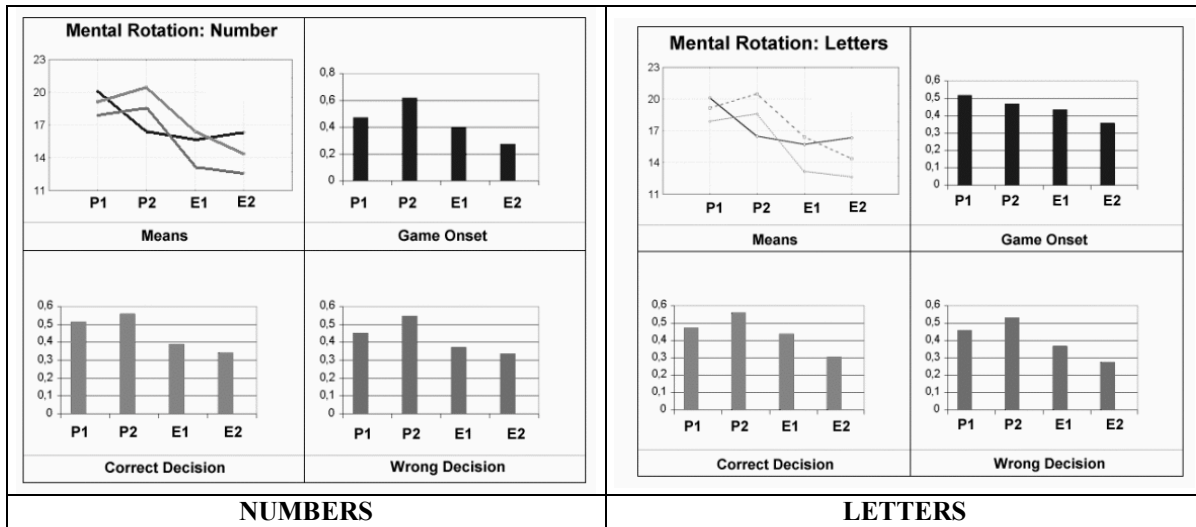 Mental Rotation: Number
23
20
17
14
11
P1 P2 E1 E2
Means
0,8
0,6
0,4
0,2
0
P1 P2 E1 E2
Game Onset
0,6
0,5
0,4
0,3
0,2
0,1
0
P1 P2 E1 E2
Correct Decision
0,6
0,5
0,4
0,3
0,2
0,1
0
P1 P2 E1 E2
Wrong Decision
NUMBERS
Mental Rotation: Letters
23
20
17
14
11
P1 P2 E1 E2
Means
0,6
0,5
0,4
0,3
0,2
0,1
0
P1 P2 E1 E2
Game Onset
0,6
0,5
0,4
0,3
0,2
0,1
0
P1 P2 E1 E2
Correct Decision
0,6
0,5
0,4
0,3
0,2
0,1
0
P1 P2 E1 E2
Wrong Decision
LETTERS